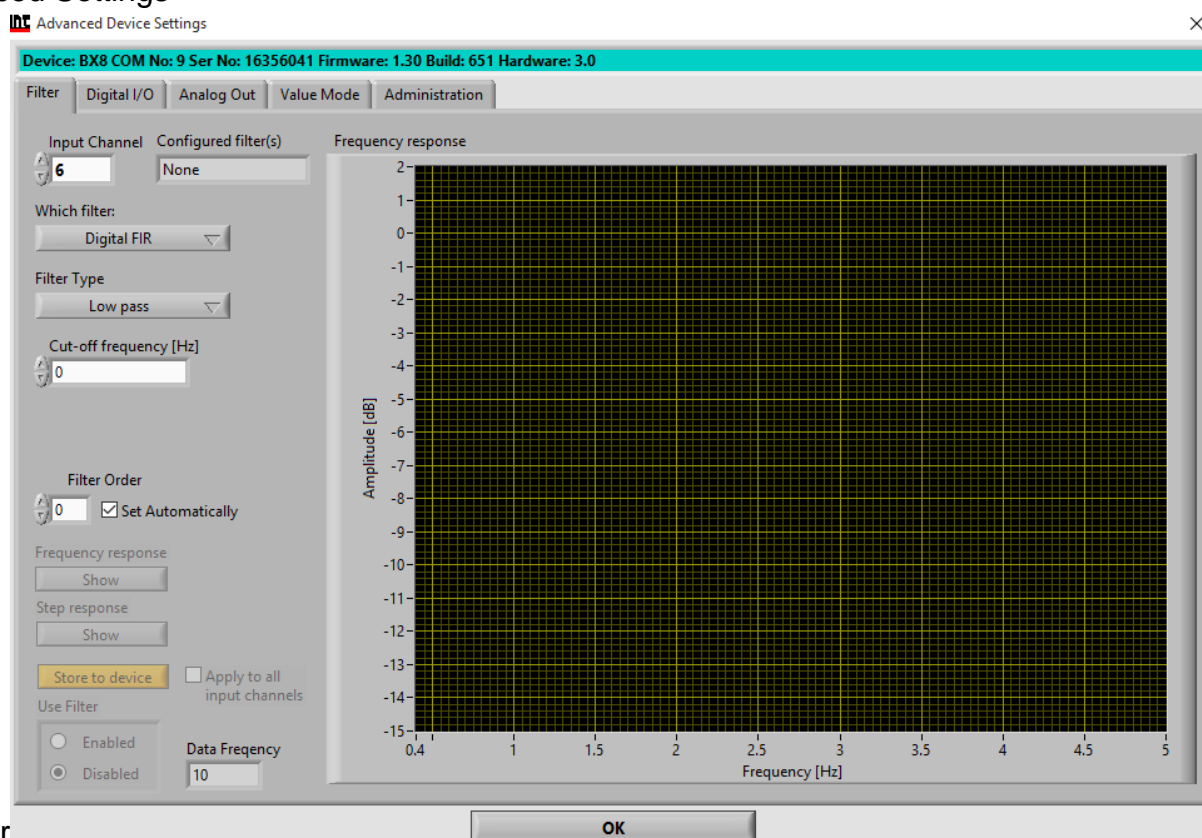 Advanced Device Settings
Device: BX8 COM No: 9 Ser No: 16356041 Firmware: 1.30 Build: 651 Hardware: 3.0
Filter Digital I/O Analog Out Value Mode Administration
Input Channel Configured filter(s)
6 None
Which filter:
Digital FIR
Filter Type
Low pass
Cut-off frequency [Hz]
0
Filter Order
0 Set Automatically
Frequency response
Show
Step response
Show
Store to device Apply to all
input channels
Use Filter
Enabled
Disabled
Data Freqency
10
Frequency response
Amplitude [dB]
2
1
0
-1
-2
-3
-4
-5
-6
-7
-8
-9
-10
-11
-12
-13
-14
-15
0.4 1 1.5 2 2.5 3 3.5 4 4.5 5
Frequency [Hz]
OK